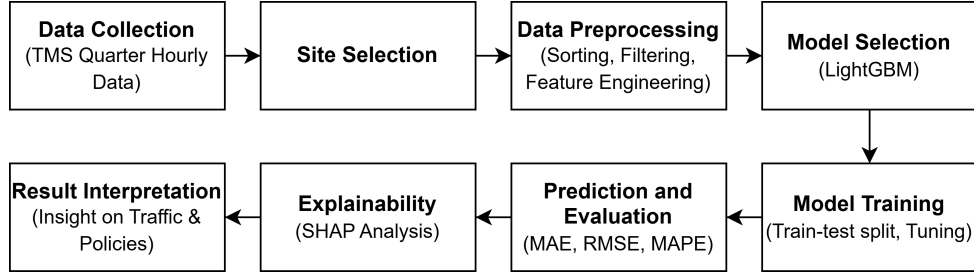 Data Collection
(TMS Quarter Hourly
Data)
Site Selection
Data Preprocessing
(Sorting, Filtering,
Feature Engineering)
Model Selection
(LightGBM)
Model Training
(Train-test split, Tuning)
Prediction and
Evaluation
(MAE, RMSE, MAPE)
Explainability
(SHAP Analysis)
Result Interpretation
(Insight on Traffic &
Policies)